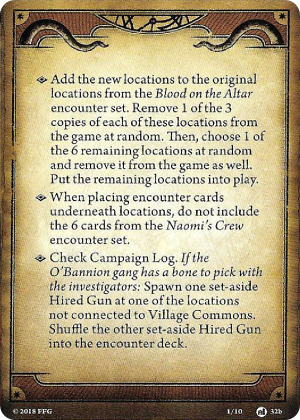 Add the new locations to the original
locations from the Blood on the Altar
encounter set. Remove 1 of the 3
copies of each of these locations from
the game at random. Then, choose 1 of
the 6 remaining locations at random
and remove it from the game as well.
Put the remaining locations into play.
When placing encounter cards
underneath locations, do not include
the 6 cards from the Naomi's Crew
encounter set.
Check Campaign Log. If the
O'Bannion gang has a bone to pick with
the investigators: Spawn one set-aside
Hired Gun at one of the locations
not connected to Village Commons.
Shuffle the other set-aside Hired Gun
into the encounter deck.
© 2018 FFG 1/10 32b